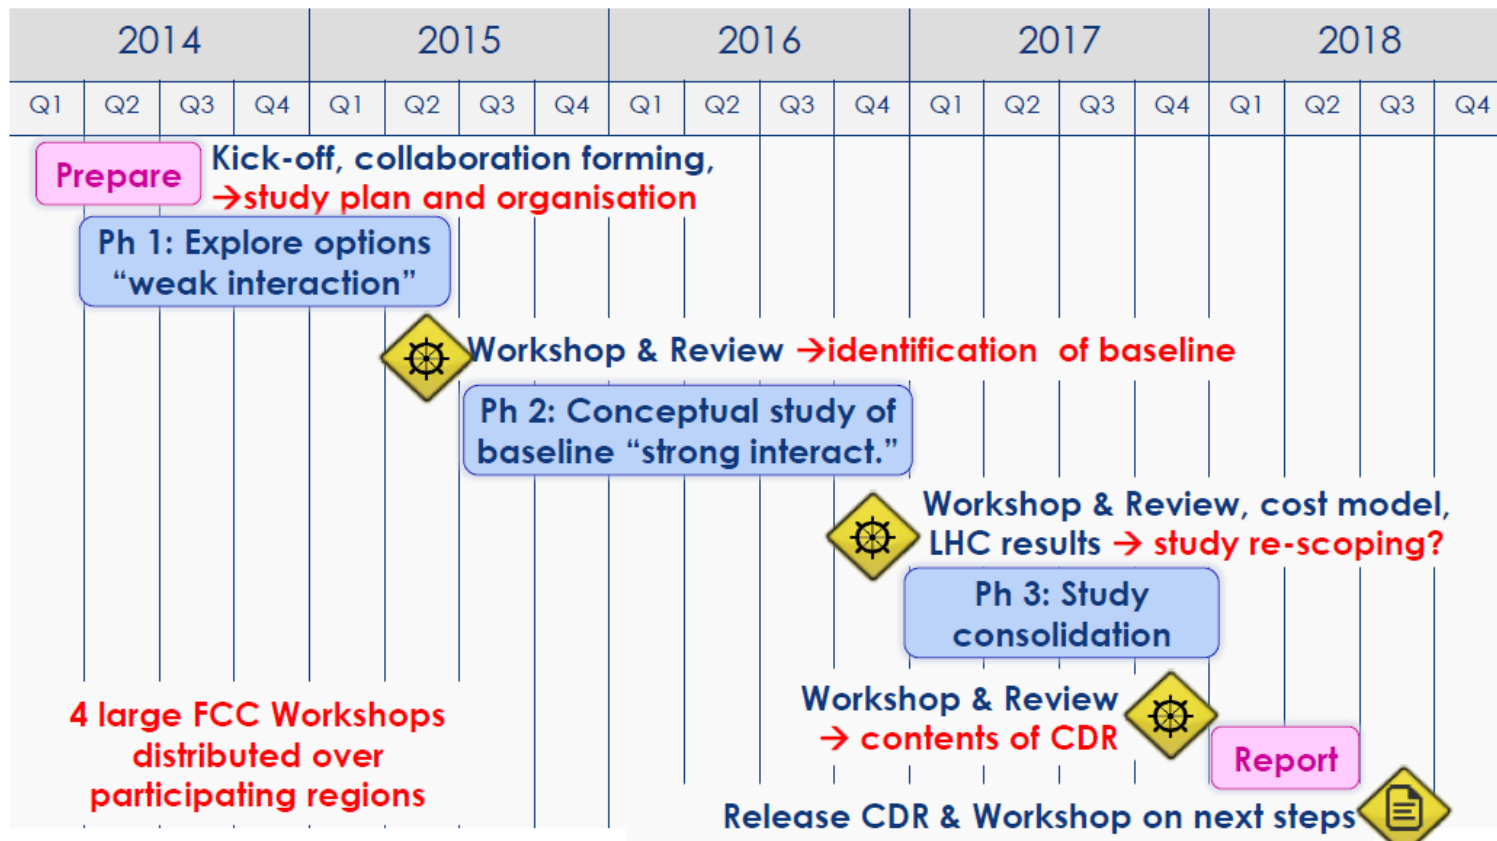 2014 2015 2016 2017 2018
Q1 Q2 Q3 Q4 Q1 Q2 Q3 Q4 Q1 Q2 Q3 Q4 Q1 Q2 Q3 Q4 Q1 Q2 Q3 Q4
Prepare
Kick-off, collaboration forming,
→study plan and organisation
Ph 1: Explore options
“weak interaction”
Workshop & Review →identification of baseline
Ph 2: Conceptual study of
baseline “strong interact.”
Workshop & Review, cost model,
LHC results → study re-scoping?
Ph 3: Study
consolidation
4 large FCC Workshops
distributed over
participating regions
Workshop & Review
→ contents of CDR
Report
Release CDR & Workshop on next steps